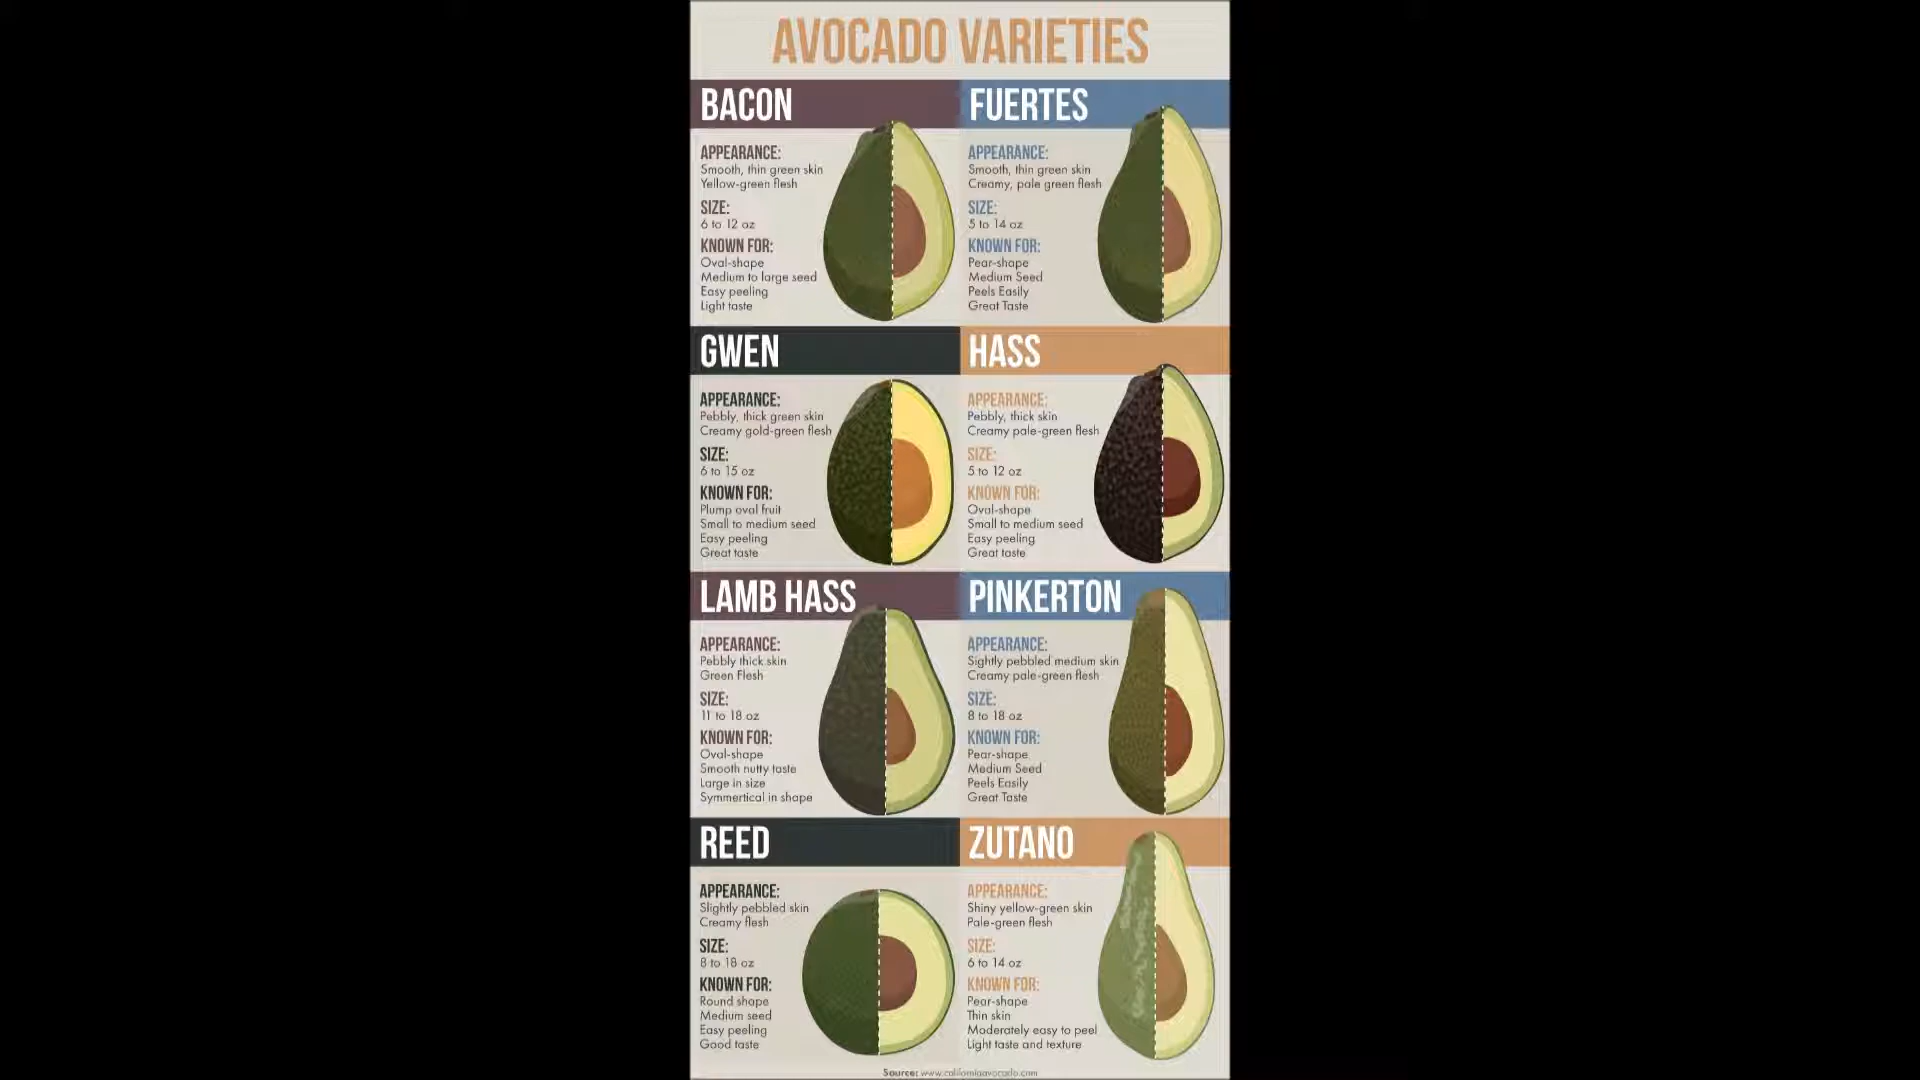 AVOCADO VARIETIES
BACON
APPEARANCE:
Smooth, thin green skin
Yellow-green flesh
SIZE:
6 to 12 oz
KNOWN FOR:
Oval-shape
Medium to large seed
Easy peeling
Light taste
FUERTES
APPEARANCE:
Smooth, thin green skin
Creamy, pale green flesh
SIZE:
5 to 14 oz
KNOWN FOR:
Pear-shape
Medium Seed
Peels Easily
Great Taste
GWEN
APPEARANCE:
Pebbly, thick green skin
Creamy gold-green flesh
SIZE:
6 to 15 oz
KNOWN FOR:
Plump oval fruit
Small to medium seed
Easy peeling
Great taste
HASS
APPEARANCE:
Pebbly, thick skin
Creamy pale-green flesh
SIZE:
5 to 12 oz
KNOWN FOR:
Oval-shape
Small to medium seed
Easy peeling
Great taste
LAMB HASS
APPEARANCE:
Pebbly thick skin
Green Flesh
SIZE:
11 to 18 oz
KNOWN FOR:
Oval-shape
Smooth nutty taste
Large in size
Symmertical in shape
PINKERTON
APPEARANCE:
Sightly pebbled medium skin
Creamy pale-green flesh
SIZE:
8 to 18 oz
KNOWN FOR:
Pear-shape
Medium Seed
Peels Easily
Great Taste
REED
APPEARANCE:
Slightly pebbled skin
Creamy flesh
SIZE:
8 to 18 oz
KNOWN FOR:
Round shape
Medium seed
Easy peeling
Good taste
ZUTANO
APPEARANCE:
Shiny yellow-green skin
Pale-green flesh
SIZE:
6 to 14 oz
KNOWN FOR:
Pear-shape
Thin skin
Moderately easy to peel
Light taste and texture
Source: www.californiaavocado.com